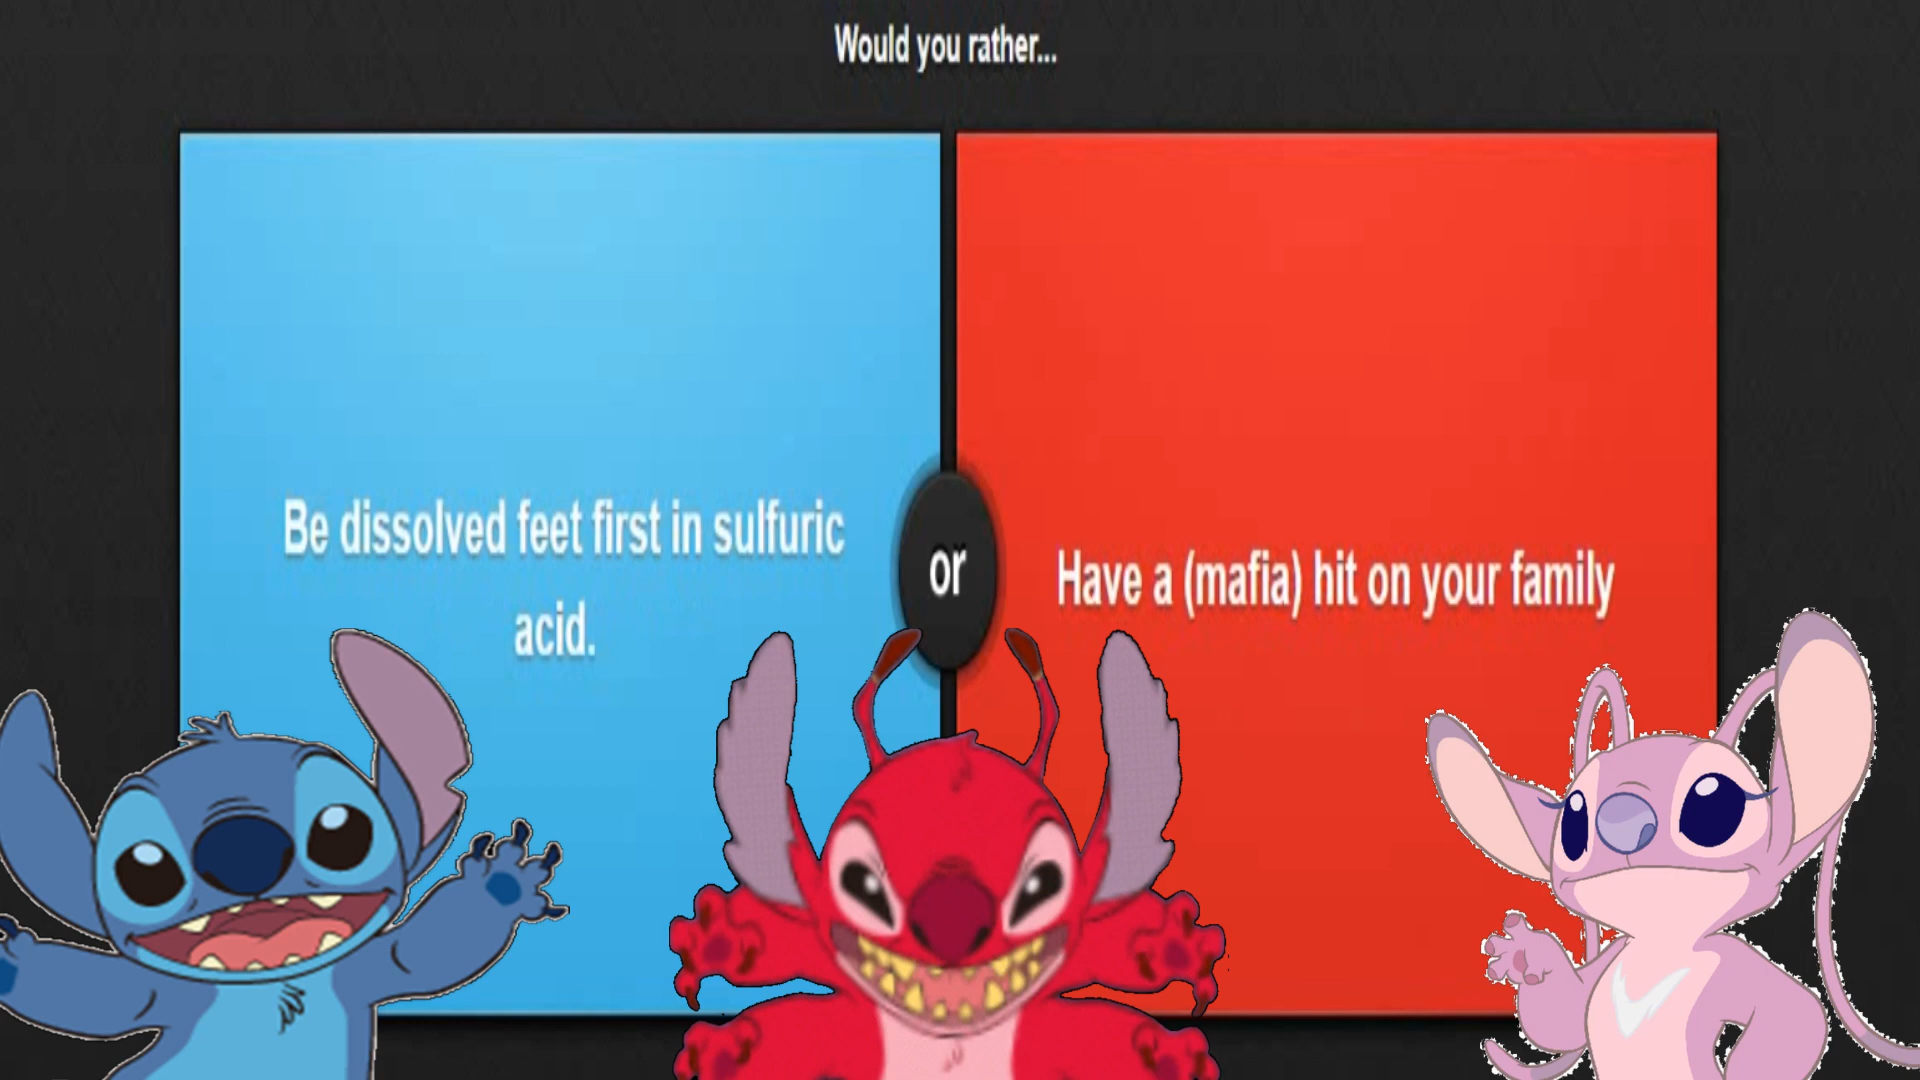 Would you rather...
Be dissolved feet first in sulfuric
acid.
or
Have a (mafia) hit on your family